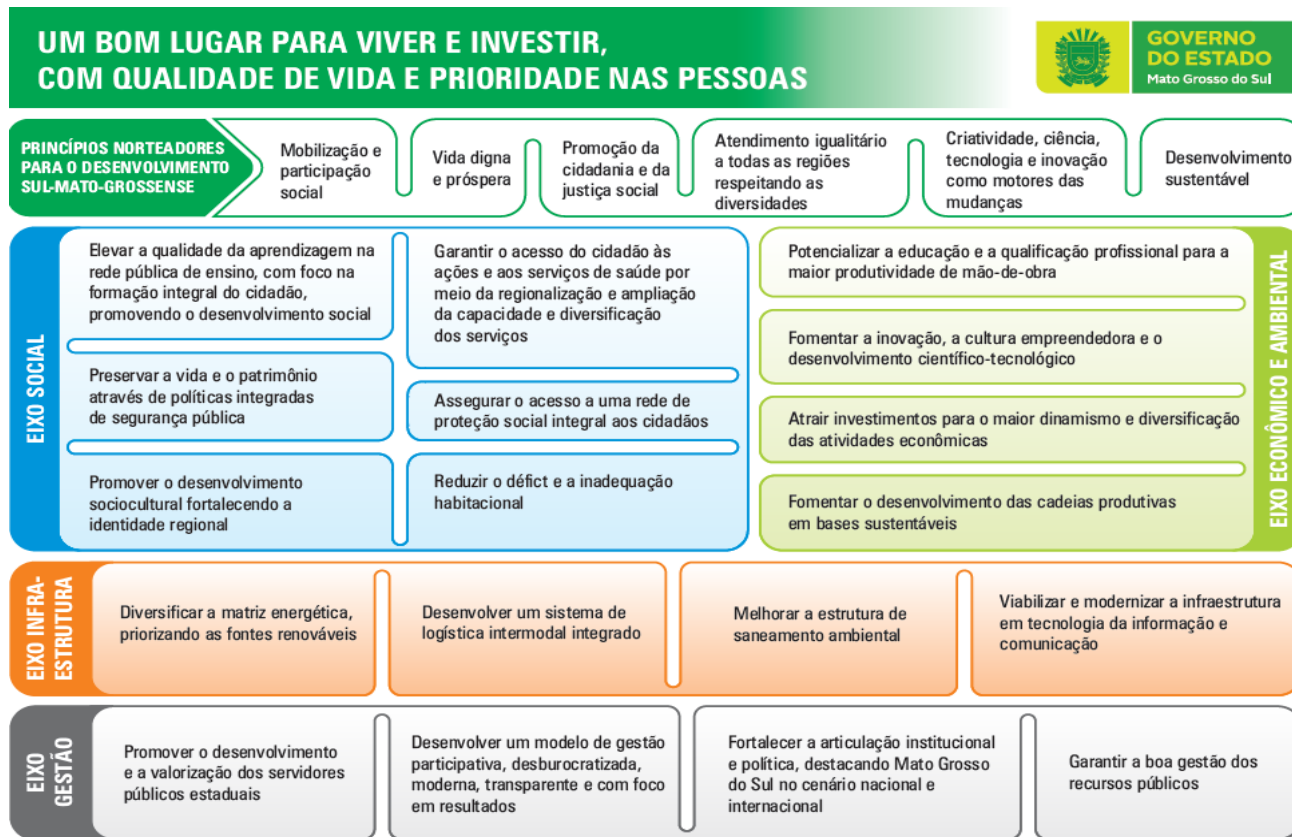 UM BOM LUGAR PARA VIVER E INVESTIR,
COM QUALIDADE DE VIDA E PRIORIDADE NAS PESSOAS
GOVERNO
DO ESTADO
Mato Grosso do Sul
PRINCÍPIOS NORTEADORES
PARA O DESENVOLVIMENTO
SUL-MATO-GROSSENSE
Mobilização e
participação
social
Vida digna
e próspera
Promoção da
cidadania e da
justiça social
Atendimento igualitário
a todas as regiões
respeitando as
diversidades
Criatividade, ciência,
tecnologia e inovação
como motores das
mudanças
Desenvolvimento
sustentável
EIXO SOCIAL
Elevar a qualidade da aprendizagem na
rede pública de ensino, com foco na
formação integral do cidadão,
promovendo o desenvolvimento social
Preservar a vida e o patrimônio
através de políticas integradas
de segurança pública
Promover o desenvolvimento
sociocultural fortalecendo a
identidade regional
Garantir o acesso do cidadão às
ações e aos serviços de saúde por
meio da regionalização e ampliação
da capacidade e diversificação
dos serviços
Assegurar o acesso a uma rede de
proteção social integral aos cidadãos
Reduzir o défict e a inadequação
habitacional
Potencializar a educação e a qualificação profissional para a
maior produtividade de mão-de-obra
Fomentar a inovação, a cultura empreendedora e o
desenvolvimento científico-tecnológico
Atrair investimentos para o maior dinamismo e diversificação
das atividades econômicas
Fomentar o desenvolvimento das cadeias produtivas
em bases sustentáveis
EIXO ECONÔMICO E AMBIENTAL
EIXO INFRA-
ESTRUTURA
Diversificar a matriz energética,
priorizando as fontes renováveis
Desenvolver um sistema de
logística intermodal integrado
Melhorar a estrutura de
saneamento ambiental
Viabilizar e modernizar a infraestrutura
em tecnologia da informação e
comunicação
EIXO
GESTÃO
Promover o desenvolvimento
e a valorização dos servidores
públicos estaduais
Desenvolver um modelo de gestão
participativa, desburocratizada,
moderna, transparente e com foco
em resultados
Fortalecer a articulação institucional
e política, destacando Mato Grosso
do Sul no cenário nacional e
internacional
Garantir a boa gestão dos
recursos públicos